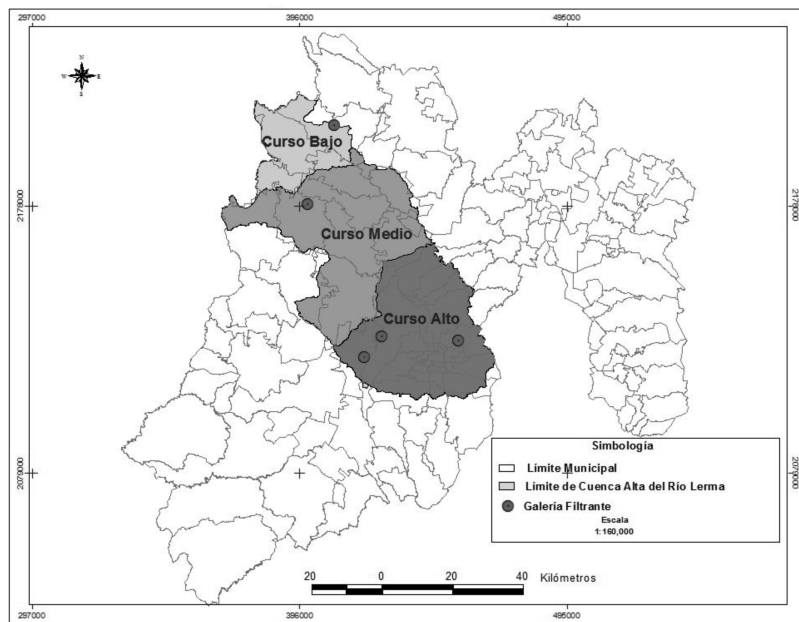 297000 396000 495000
N
W E
S
Curso Bajo
2178000 2178000
Curso Medio
Curso Alto
Simbología
Límite Municipal
2079000 2079000
Límite de Cuenca Alta del Río Lerma
Galería Filtrante
Escala
1:160,000
20 0 20 40 Kilómetros
297000 396000 495000